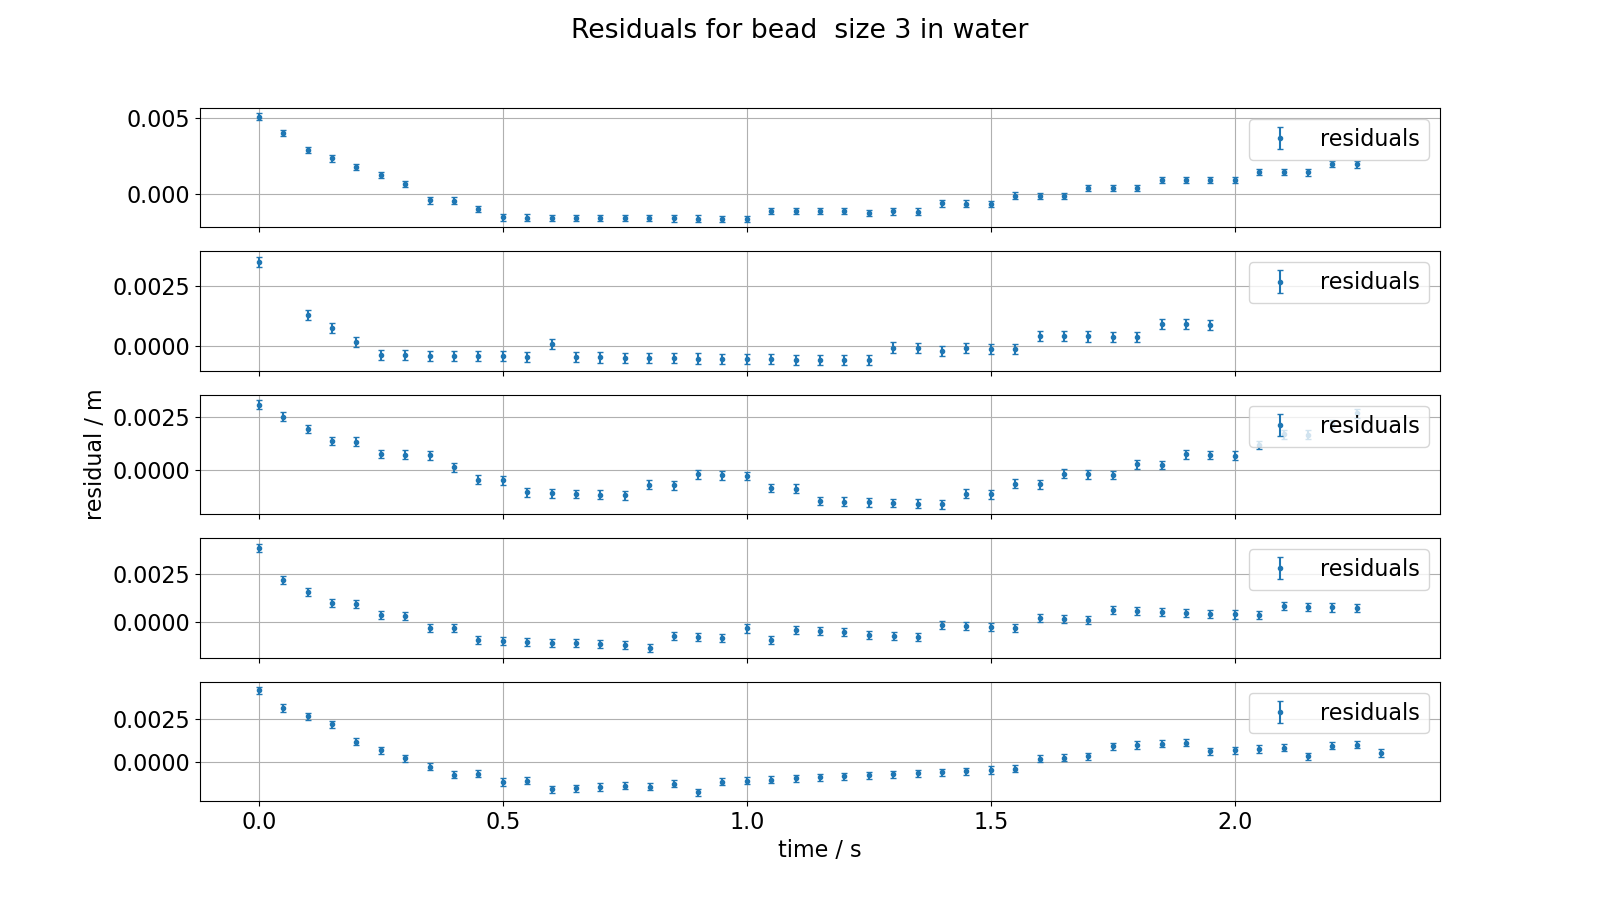 Residuals for bead  size 3 in water
0.005
0.000
residuals
0.0025
0.0000
residuals
0.0025
0.0000
residuals
residual / m
0.0025
0.0000
residuals
0.0025
0.0000
residuals
0.0 0.5 1.0 1.5 2.0
time / s